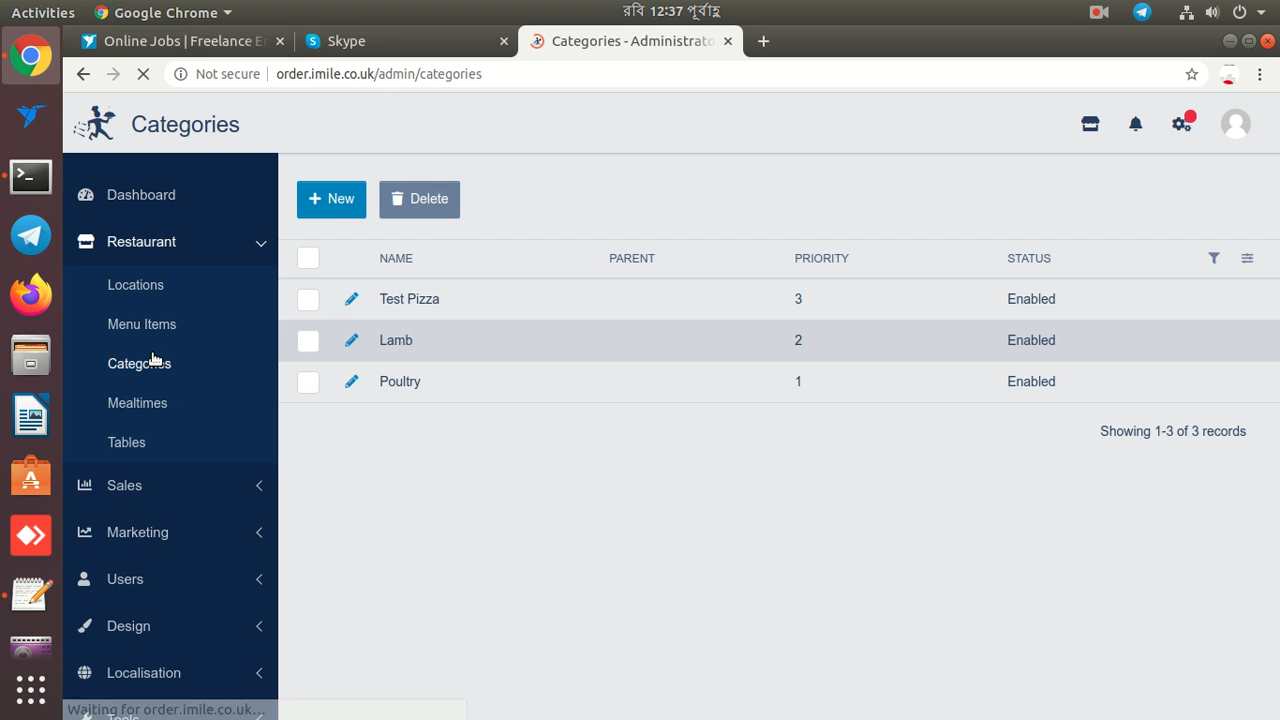 Activities Google Chrome রবি 12:37 পূর্বাহ্ণ
Online Jobs | Freelance E Skype Categories - Administrato
Not secure order.imile.co.uk/admin/categories
Categories
Dashboard
Restaurant
Locations
Menu Items
Categories
Mealtimes
Tables
Sales
Marketing
Users
Design
Localisation
Tools
Waiting for order.imile.co.uk...
+ New Delete
NAME PARENT PRIORITY STATUS
Test Pizza 3 Enabled
Lamb 2 Enabled
Poultry 1 Enabled
Showing 1-3 of 3 records